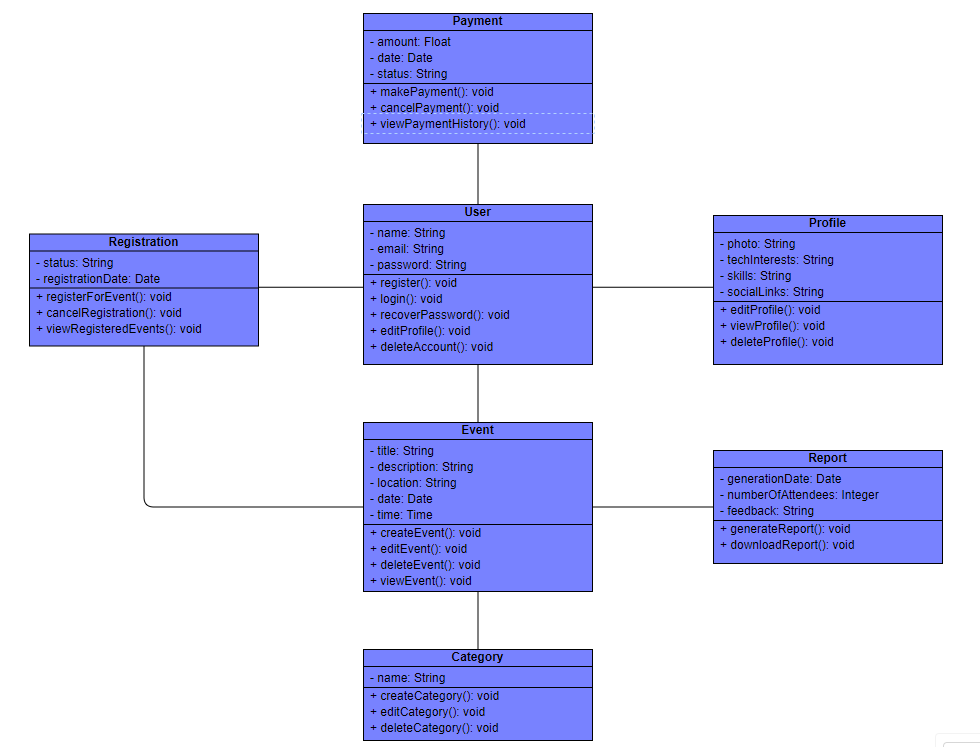 Payment
- amount: Float
- date: Date
- status: String
+ makePayment(): void
+ cancelPayment(): void
+ viewPaymentHistory(): void
User
- name: String
- email: String
- password: String
+ register(): void
+ login(): void
+ recoverPassword(): void
+ editProfile(): void
+ deleteAccount(): void
Registration
- status: String
- registrationDate: Date
+ registerForEvent(): void
+ cancelRegistration(): void
+ viewRegisteredEvents(): void
Profile
- photo: String
- techInterests: String
- skills: String
- socialLinks: String
+ editProfile(): void
+ viewProfile(): void
+ deleteProfile(): void
Event
- title: String
- description: String
- location: String
- date: Date
- time: Time
+ createEvent(): void
+ editEvent(): void
+ deleteEvent(): void
+ viewEvent(): void
Report
- generationDate: Date
- numberOfAttendees: Integer
- feedback: String
+ generateReport(): void
+ downloadReport(): void
Category
- name: String
+ createCategory(): void
+ editCategory(): void
+ deleteCategory(): void